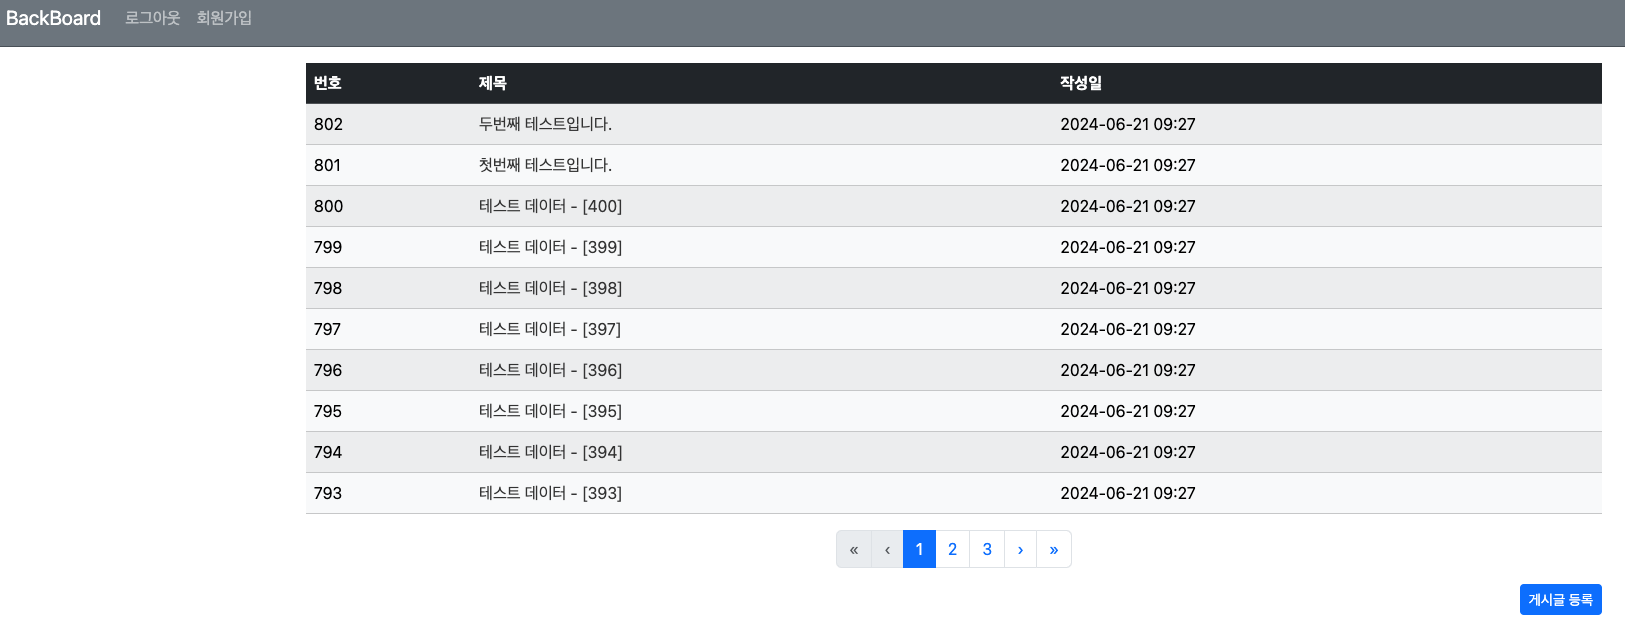 BackBoard 로그아웃 회원가입
번호 제목 작성일
802 두번째 테스트입니다. 2024-06-21 09:27
801 첫번째 테스트입니다. 2024-06-21 09:27
800 테스트 데이터 - [400] 2024-06-21 09:27
799 테스트 데이터 - [399] 2024-06-21 09:27
798 테스트 데이터 - [398] 2024-06-21 09:27
797 테스트 데이터 - [397] 2024-06-21 09:27
796 테스트 데이터 - [396] 2024-06-21 09:27
795 테스트 데이터 - [395] 2024-06-21 09:27
794 테스트 데이터 - [394] 2024-06-21 09:27
793 테스트 데이터 - [393] 2024-06-21 09:27
« ‹ 1 2 3 › »
게시글 등록